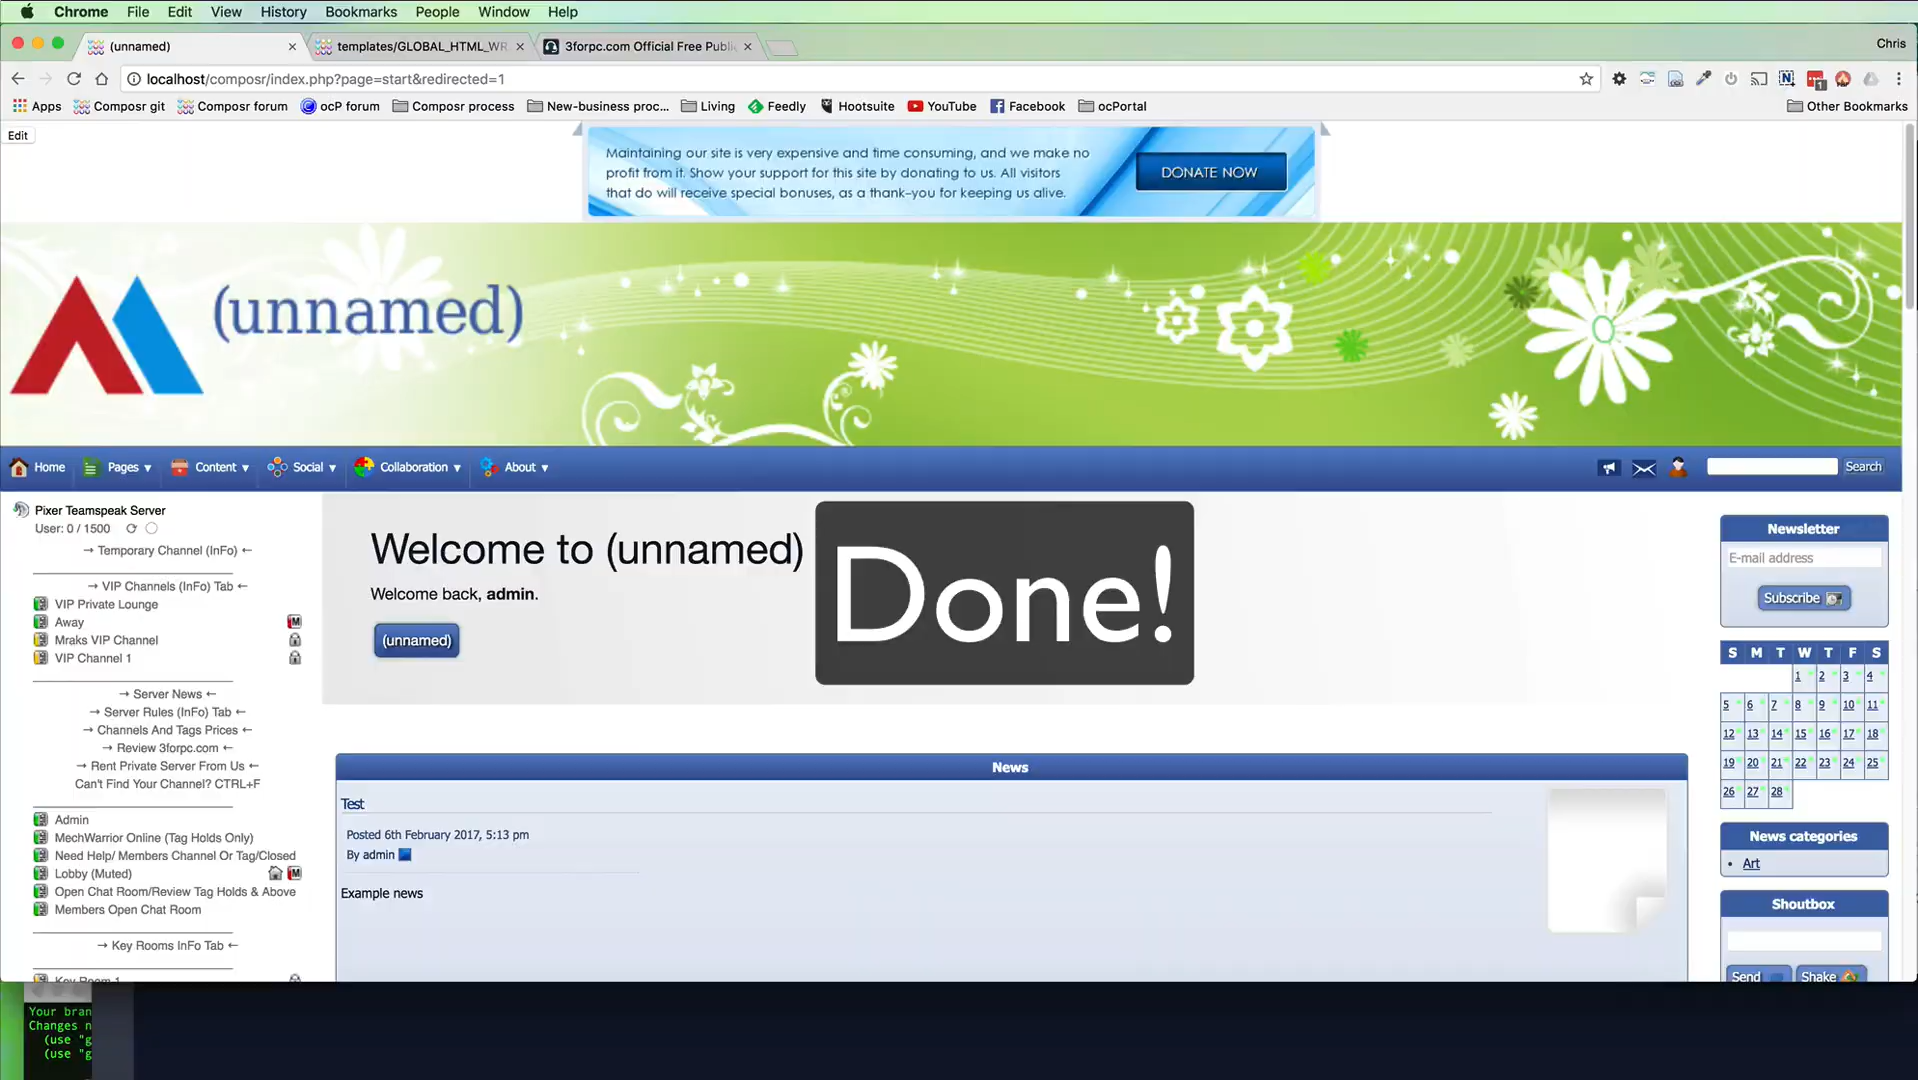 Chrome File Edit View History Bookmarks People Window Help
(unnamed) templates/GLOBAL_HTML_WR 3forpc.com Official Free Public
Chris
localhost/composr/index.php?page=start&redirected=1
Apps Composr git Composr forum ocP forum Composr process New-business proc... Living Feedly Hootsuite YouTube Facebook ocPortal Other Bookmarks
Edit
Maintaining our site is very expensive and time consuming, and we make no
profit from it. Show your support for this site by donating to us. All visitors
that do will receive special bonuses, as a thank-you for keeping us alive.
DONATE NOW
(unnamed)
Home Pages Content Social Collaboration About Search
Pixer Teamspeak Server
User: 0 / 1500
→ Temporary Channel (InFo) ←
→ VIP Channels (InFo) Tab ←
VIP Private Lounge
Away
Mraks VIP Channel
VIP Channel 1
→ Server News ←
→ Server Rules (InFo) Tab ←
→ Channels And Tags Prices ←
→ Review 3forpc.com ←
→ Rent Private Server From Us ←
Can't Find Your Channel? CTRL+F
Admin
MechWarrior Online (Tag Holds Only)
Need Help/ Members Channel Or Tag/Closed
Lobby (Muted)
Open Chat Room/Review Tag Holds & Above
Members Open Chat Room
→ Key Rooms InFo Tab ←
Key Room 1
Welcome to (unnamed)
Welcome back, admin.
(unnamed)
Done!
News
Test
Posted 6th February 2017, 5:13 pm
By admin
Example news
Newsletter
E-mail address
Subscribe
S M T W T F S
1 2 3 4
5 6 7 8 9 10 11
12 13 14 15 16 17 18
19 20 21 22 23 24 25
26 27 28
News categories
Art
Shoutbox
Send Shake
Your bran
Changes n
(use "g
(use "g